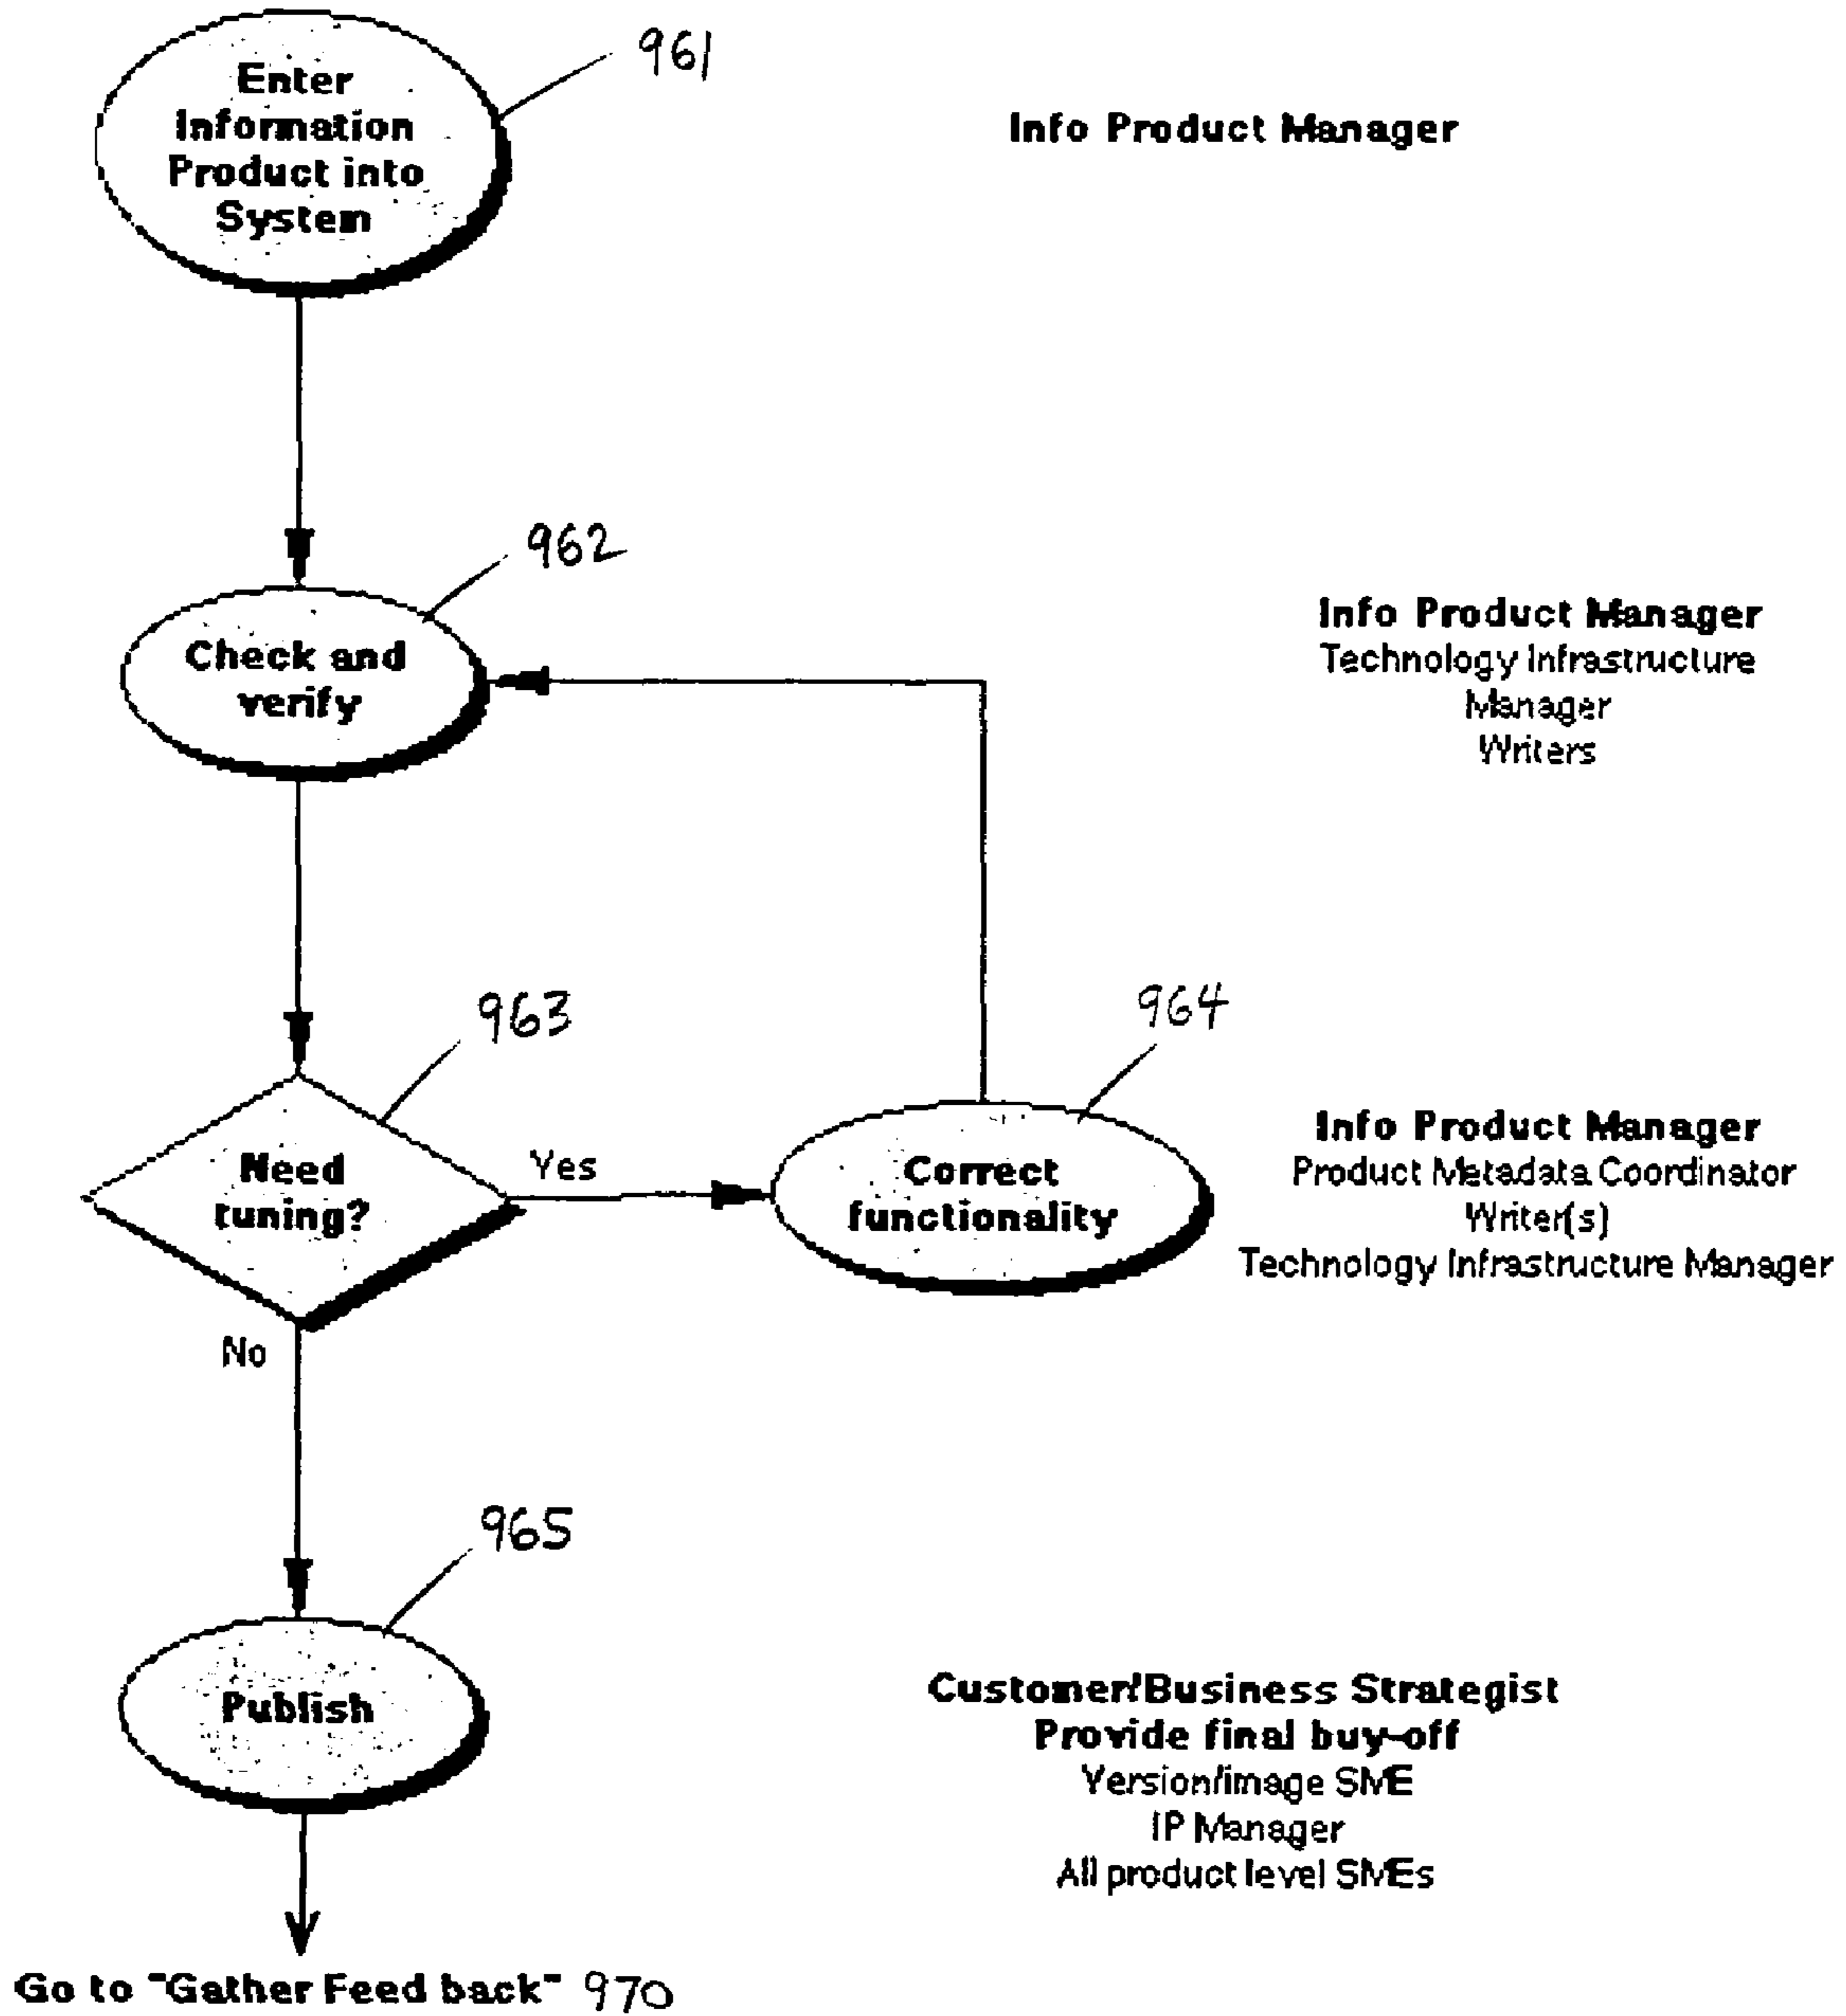 Enter
Information
Product into
System
961
Info Product Manager
962
Check and
verify
Info Product Manager
Technology Infrastructure
Manager
Writers
963
Need
tuning?
Yes
964
Correct
functionality
Info Product Manager
Product Metadata Coordinator
Writer(s)
Technology Infrastructure Manager
No
965
Publish
Customer/Business Strategist
Provide final buy-off
Version/image SME
IP Manager
All product level SMEs
Go to "Gather Feed back" 970